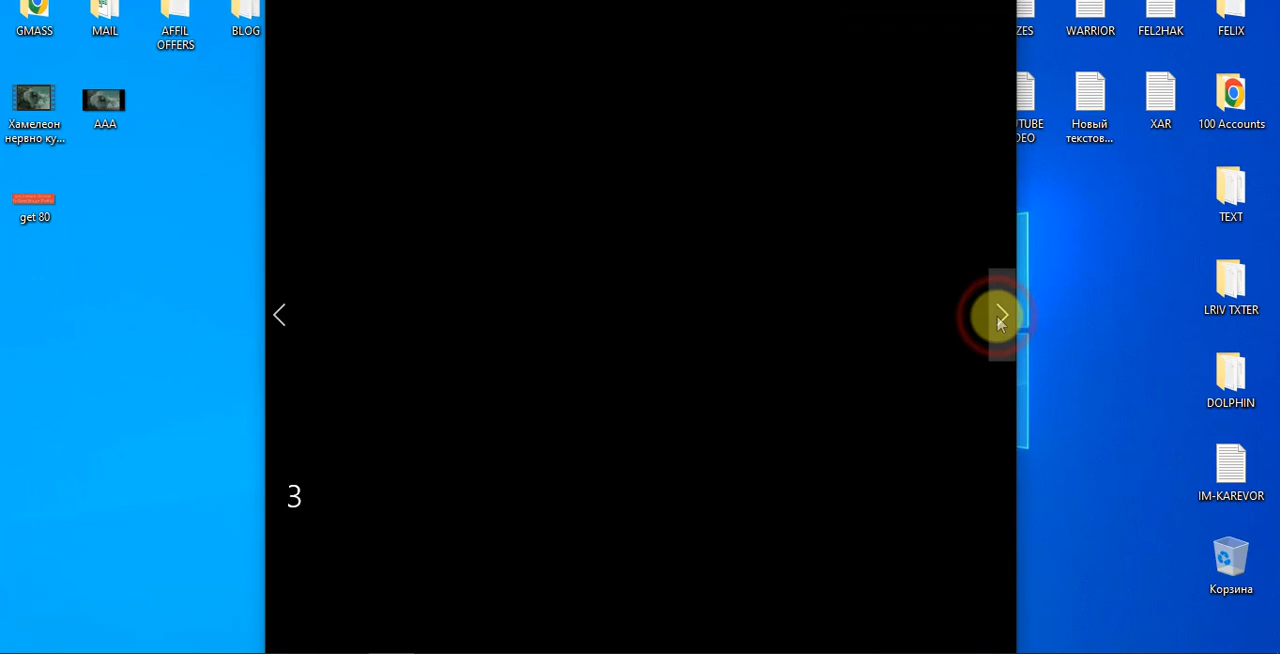 GMASS
MAIL
AFFIL
OFFERS
BLOG
ZES
WARRIOR
FEL2HAK
FELIX
Хамелеон
нервно ку...
AAA
TUBE
DEO
Новый
текстов...
XAR
100 Accounts
get 80
TEXT
LRIV TXTER
DOLPHIN
3
IM-KAREVOR
Корзина